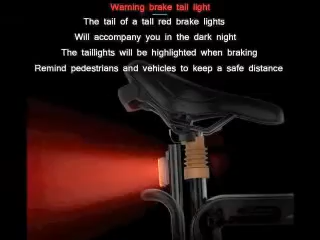 Warning brake tail light
The tail of a tall red brake lights
Will accompany you in the dark night
The taillights will be highlighted when braking
Remind pedestrians and vehicles to keep a safe distance